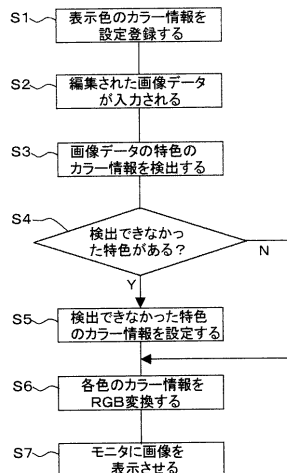 S1
表示色のカラー情報を
設定登録する
S2
編集された画像データ
が入力される
S3
画像データの特色の
カラー情報を検出する
S4
検出できなかっ
た特色がある?
N
Y
S5
検出できなかった特色
のカラー情報を設定する
S6
各色のカラー情報を
RGB変換する
S7
モニタに画像を
表示させる